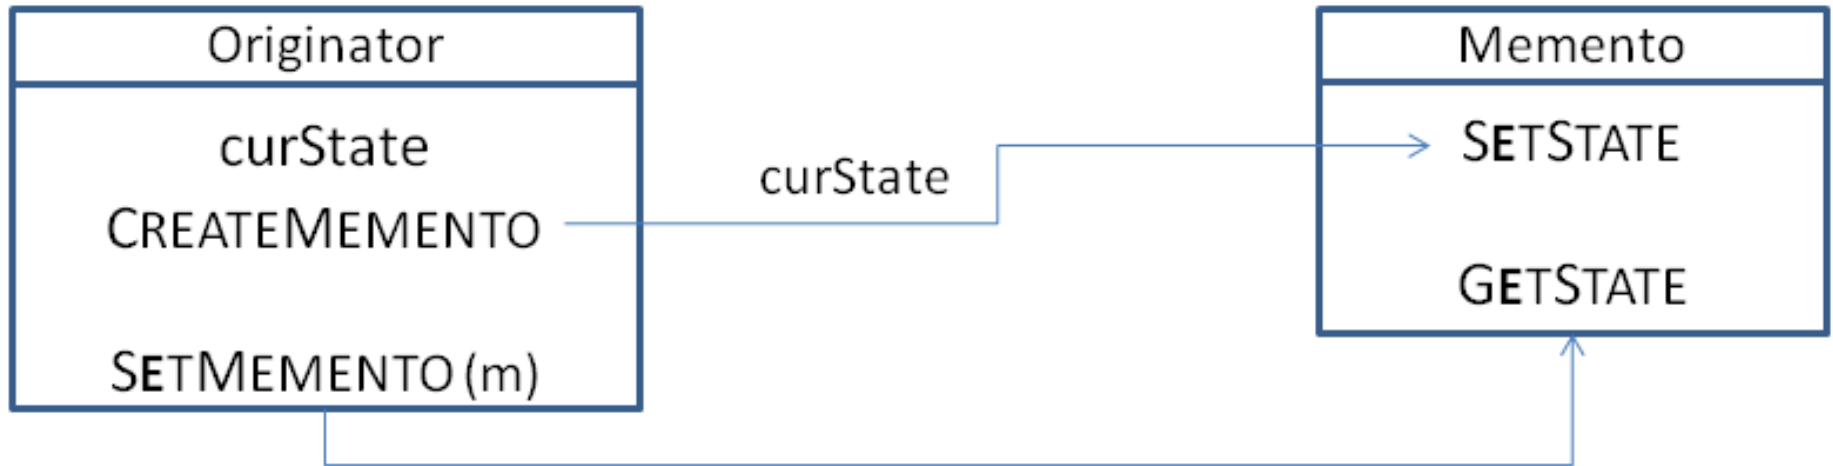 Originator
curState
CREATEMEMENTO
SETMEMENTO (m)
curState
Memento
SETSTATE
GETSTATE